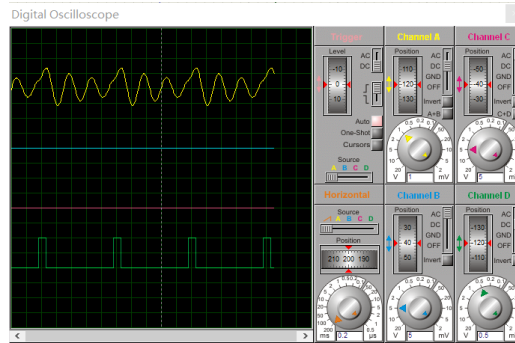 Digital Oscilloscope
Trigger
Level
-10
0
10
AC
DC
Auto
One-Shot
Cursors
Source
A B C D
Channel A
Position
110
120
130
AC
DC
GND
OFF
Invert
A+B
V
1
mV
Channel C
Position
-50
-40
-30
AC
DC
GND
OFF
Invert
C+D
V
5
mV
Horizontal
Source
A B C D
Position
210 200 190
ms
0.2
µs
Channel B
Position
30
40
50
AC
DC
GND
OFF
Invert
V
5
mV
Channel D
Position
-130
-120
-110
AC
DC
GND
OFF
Invert
V
0.5
mV